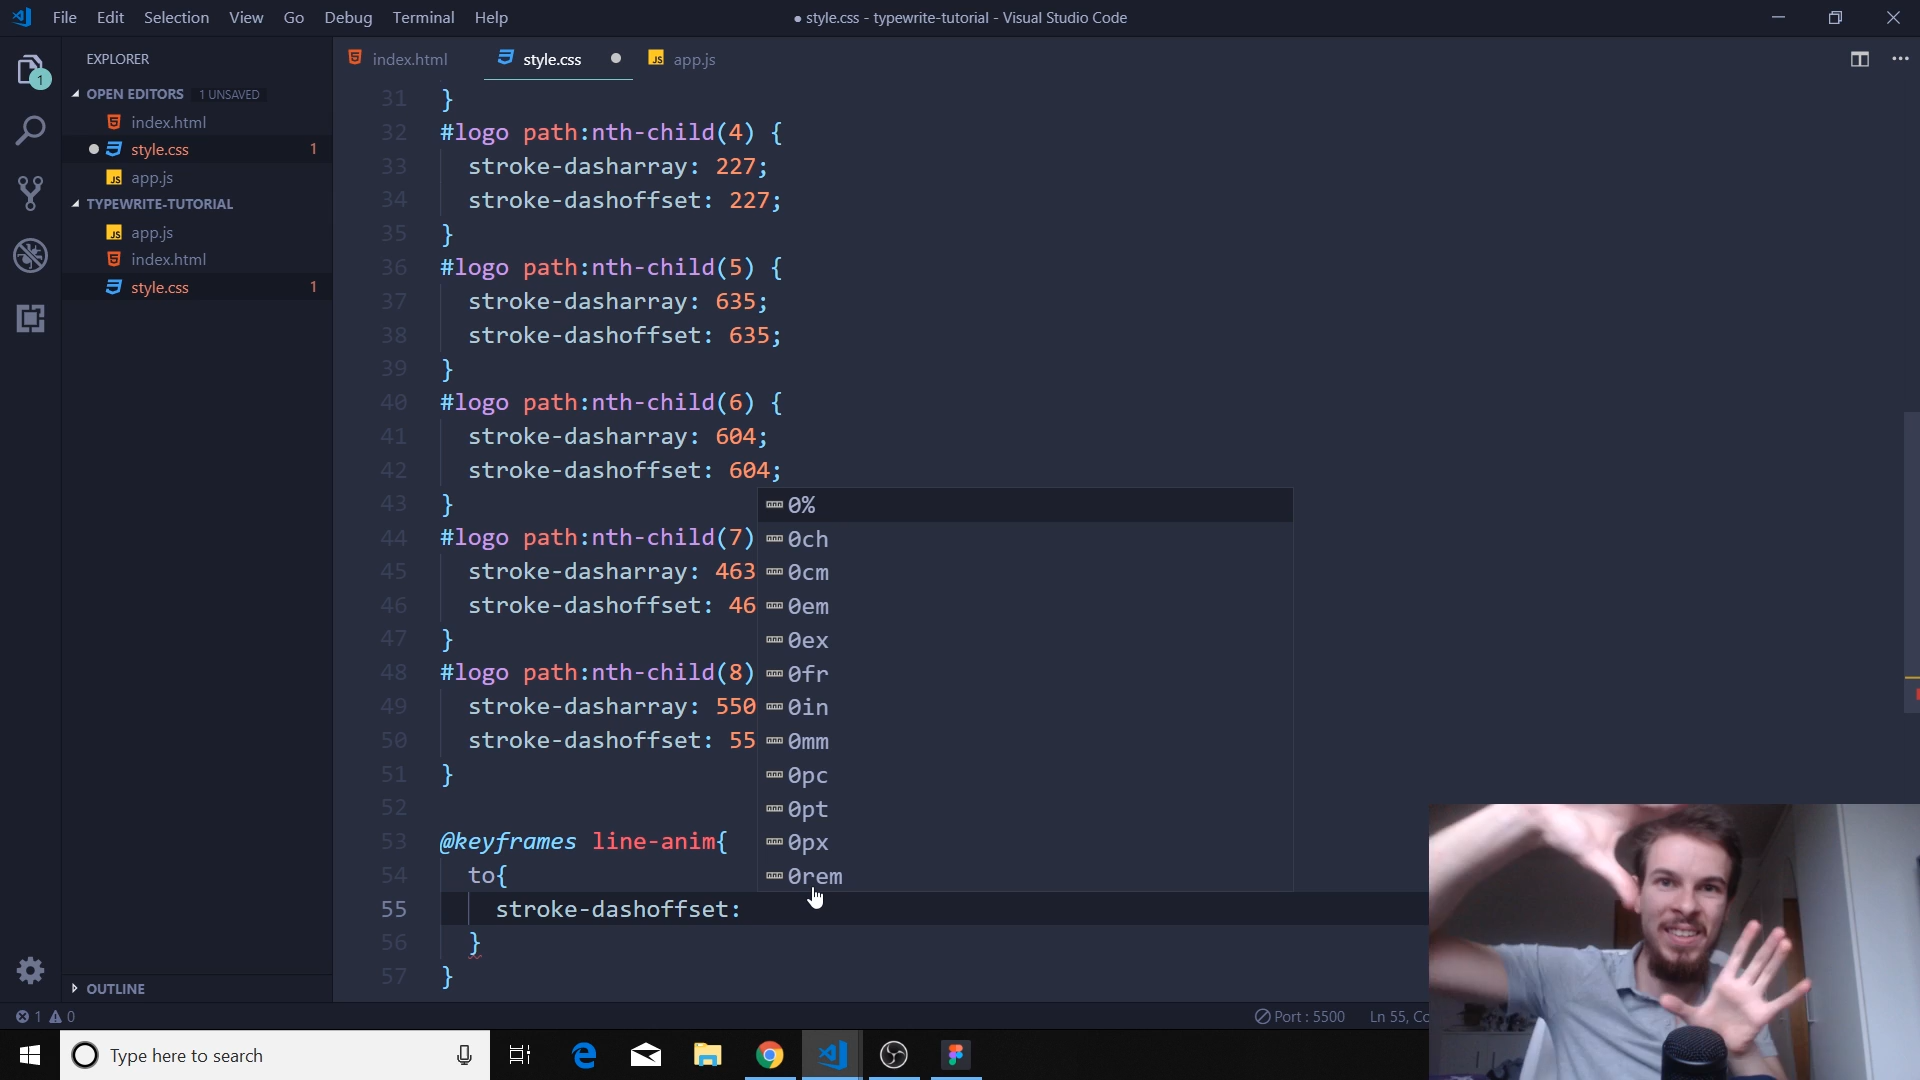 File Edit Selection View Go Debug Terminal Help
● style.css - typewrite-tutorial - Visual Studio Code
EXPLORER
index.html
style.css
app.js
1
OPEN EDITORS 1 UNSAVED
index.html
style.css 1
app.js
TYPEWRITE-TUTORIAL
app.js
index.html
style.css 1
OUTLINE
31 }
32 #logo path:nth-child(4) {
33 stroke-dasharray: 227;
34 stroke-dashoffset: 227;
35 }
36 #logo path:nth-child(5) {
37 stroke-dasharray: 635;
38 stroke-dashoffset: 635;
39 }
40 #logo path:nth-child(6) {
41 stroke-dasharray: 604;
42 stroke-dashoffset: 604;
43 }
44 #logo path:nth-child(7)
45 stroke-dasharray: 463
46 stroke-dashoffset: 46
47 }
48 #logo path:nth-child(8)
49 stroke-dasharray: 550
50 stroke-dashoffset: 55
51 }
52
53 @keyframes line-anim{
54 to{
55 stroke-dashoffset:
56 }
57 }
0%
0ch
0cm
0em
0ex
0fr
0in
0mm
0pc
0pt
0px
0rem
1 0
Port : 5500 Ln 55, Co
Type here to search